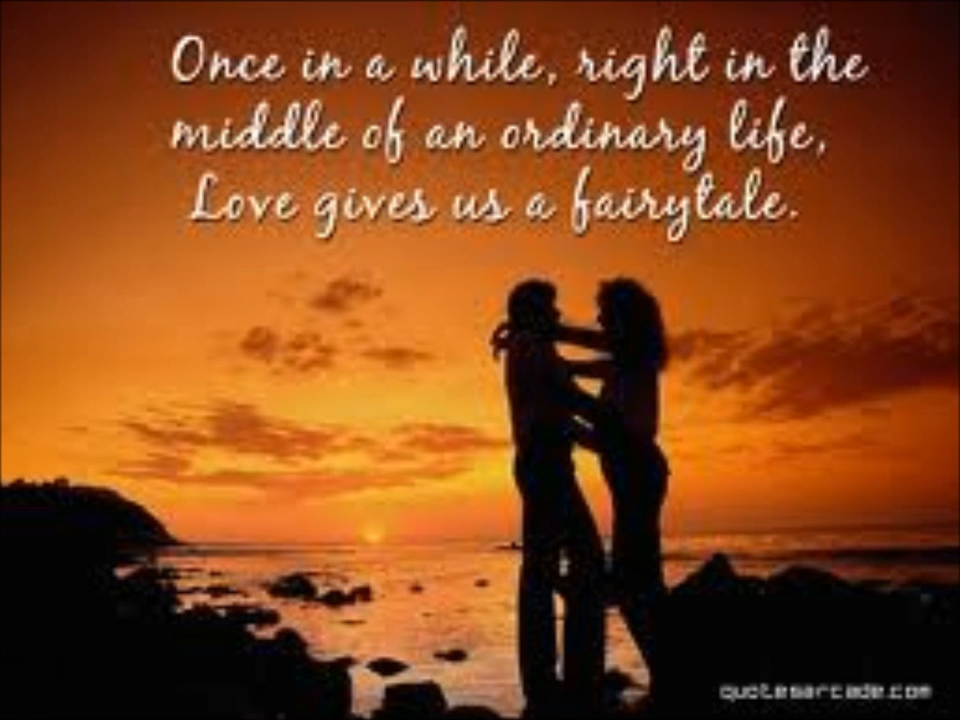 Once in a while, right in the
middle of an ordinary life,
Love gives us a fairytale.
quotesarcade.com